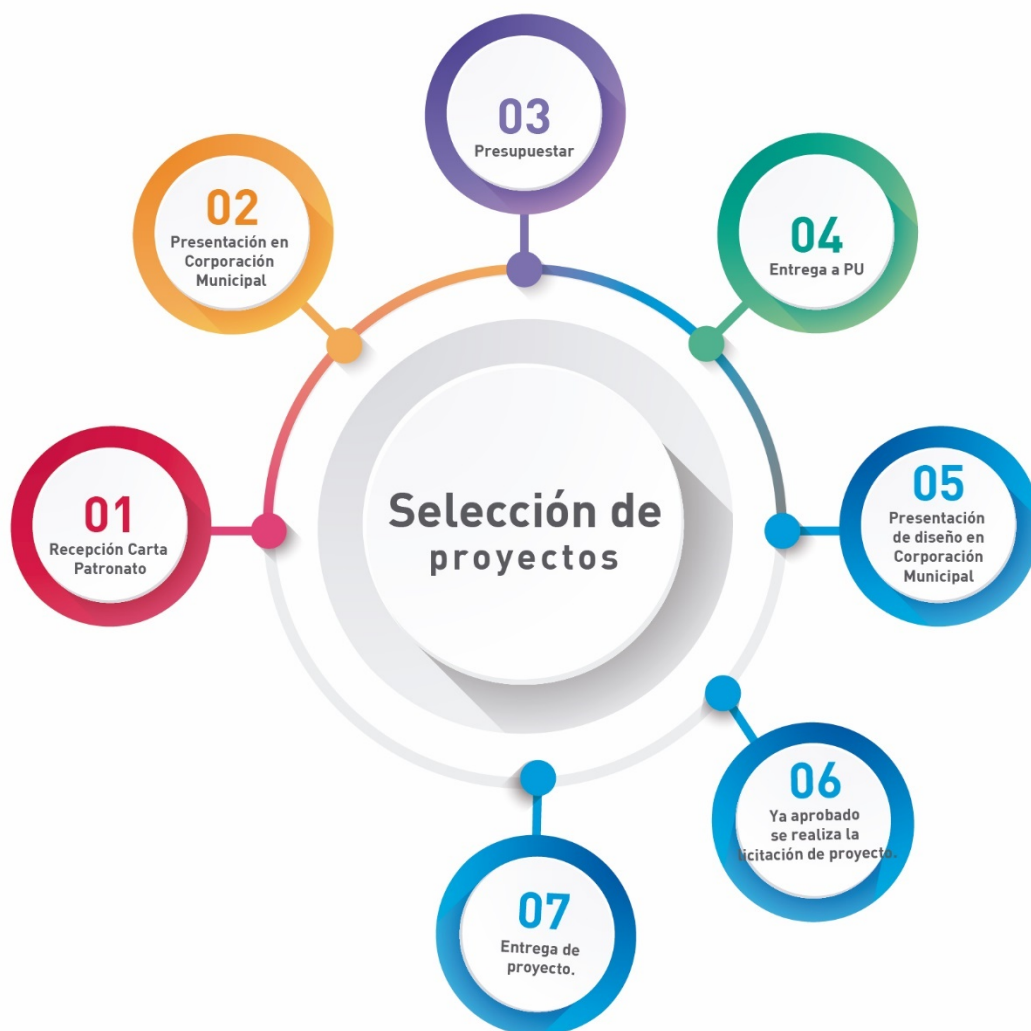 03
Presupuestar
02
Presentación en
Corporación
Municipal
04
Entrega a PU
01
Recepción Carta
Patronato
Selección de
proyectos
05
Presentación
de diseño en
Corporación
Municipal
06
Ya aprobado
se realiza la
licitación de proyecto.
07
Entrega de
proyecto.